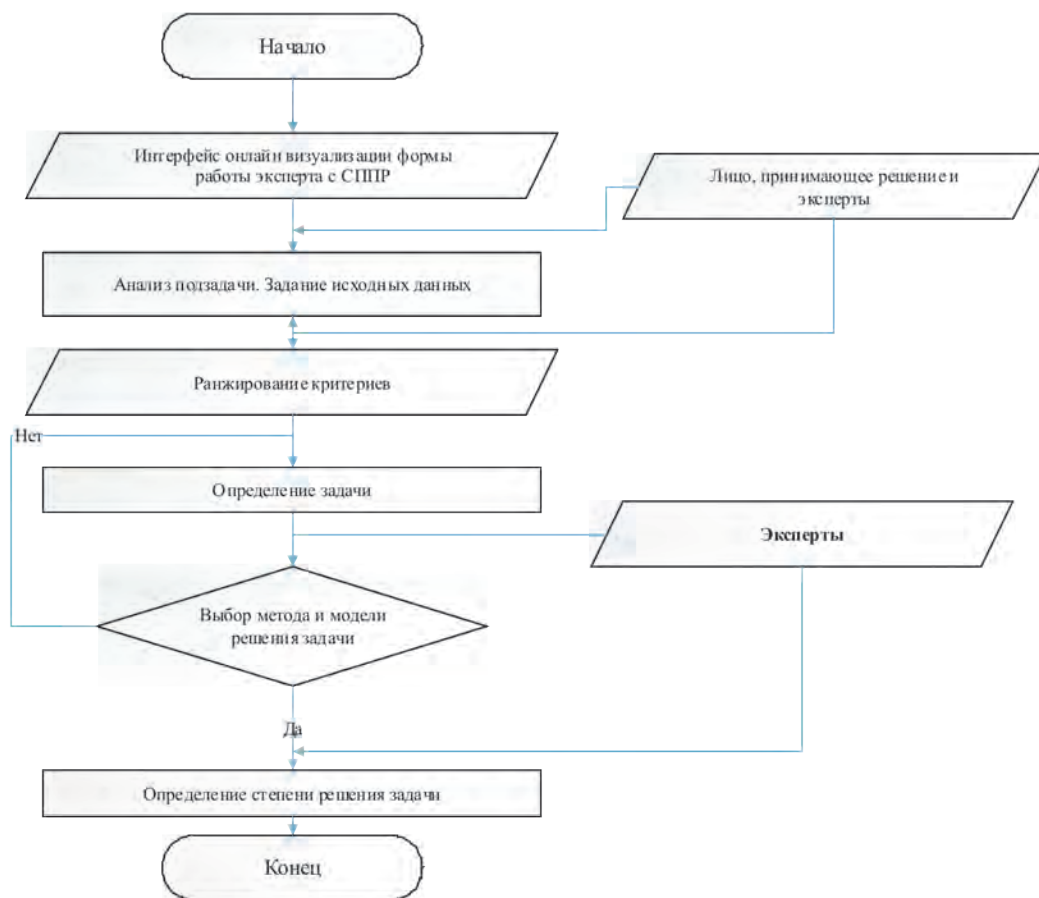 Начало
Интерфейс онлайн визуализации формы
работы эксперта с СППР
Лицо, принимающее решение и
эксперты
Анализ подзадачи. Задание исходных данных
Ранжирование критериев
Нет
Определение задачи
Эксперты
Выбор метода и модели
решения задачи
Да
Определение степени решения задачи
Конец